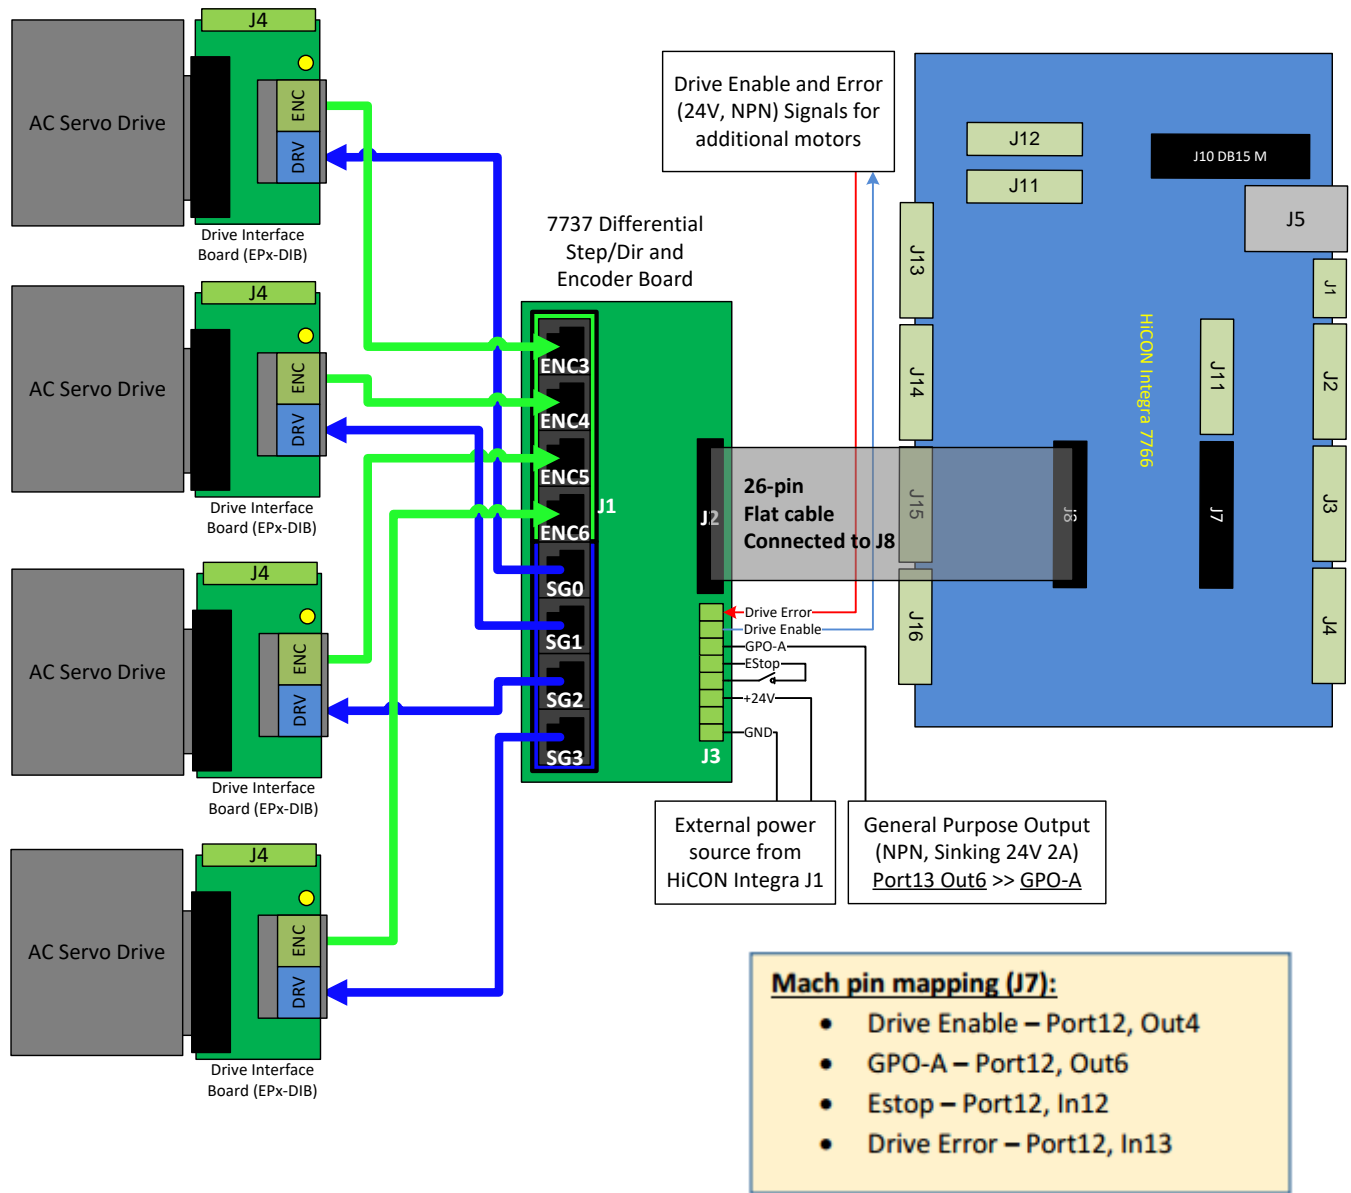 J4
AC Servo Drive
ENC
DRV
Drive Interface
Board (EPx-DIB)
J4
AC Servo Drive
ENC
DRV
Drive Interface
Board (EPx-DIB)
J4
AC Servo Drive
ENC
DRV
Drive Interface
Board (EPx-DIB)
J4
AC Servo Drive
ENC
DRV
Drive Interface
Board (EPx-DIB)
7737 Differential
Step/Dir and
Encoder Board
ENC3
ENC4
ENC5
ENC6
J1
SG0
SG1
SG2
SG3
J2
26-pin
Flat cable
Connected to J8
Drive Error
Drive Enable
GPO-A
EStop
+24V
GND
J3
Drive Enable and Error
(24V, NPN) Signals for
additional motors
External power
source from
HiCON Integra J1
General Purpose Output
(NPN, Sinking 24V 2A)
Port13 Out6 >> GPO-A
J12
J11
J10 DB15 M
J5
J13
J14
J15
J16
J8
HiCON Integra 7766
J11
J7
J1
J2
J3
J4
Mach pin mapping (J7):
• Drive Enable – Port12, Out4
• GPO-A – Port12, Out6
• Estop – Port12, In12
• Drive Error – Port12, In13